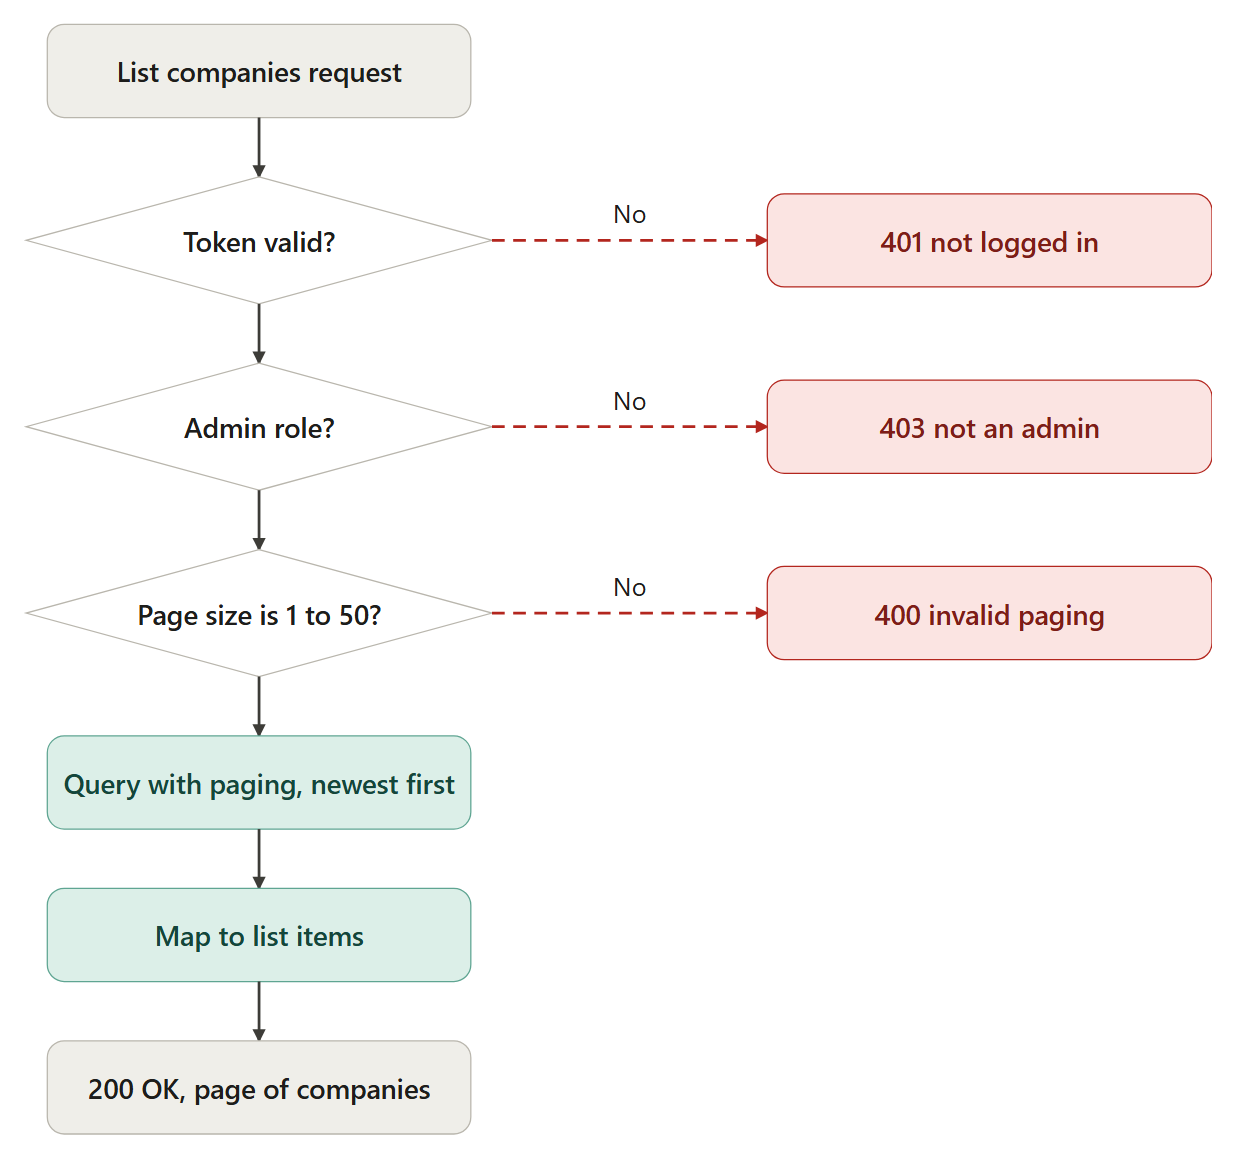 List companies request
Token valid?
No
401 not logged in
Admin role?
No
403 not an admin
Page size is 1 to 50?
No
400 invalid paging
Query with paging, newest first
Map to list items
200 OK, page of companies